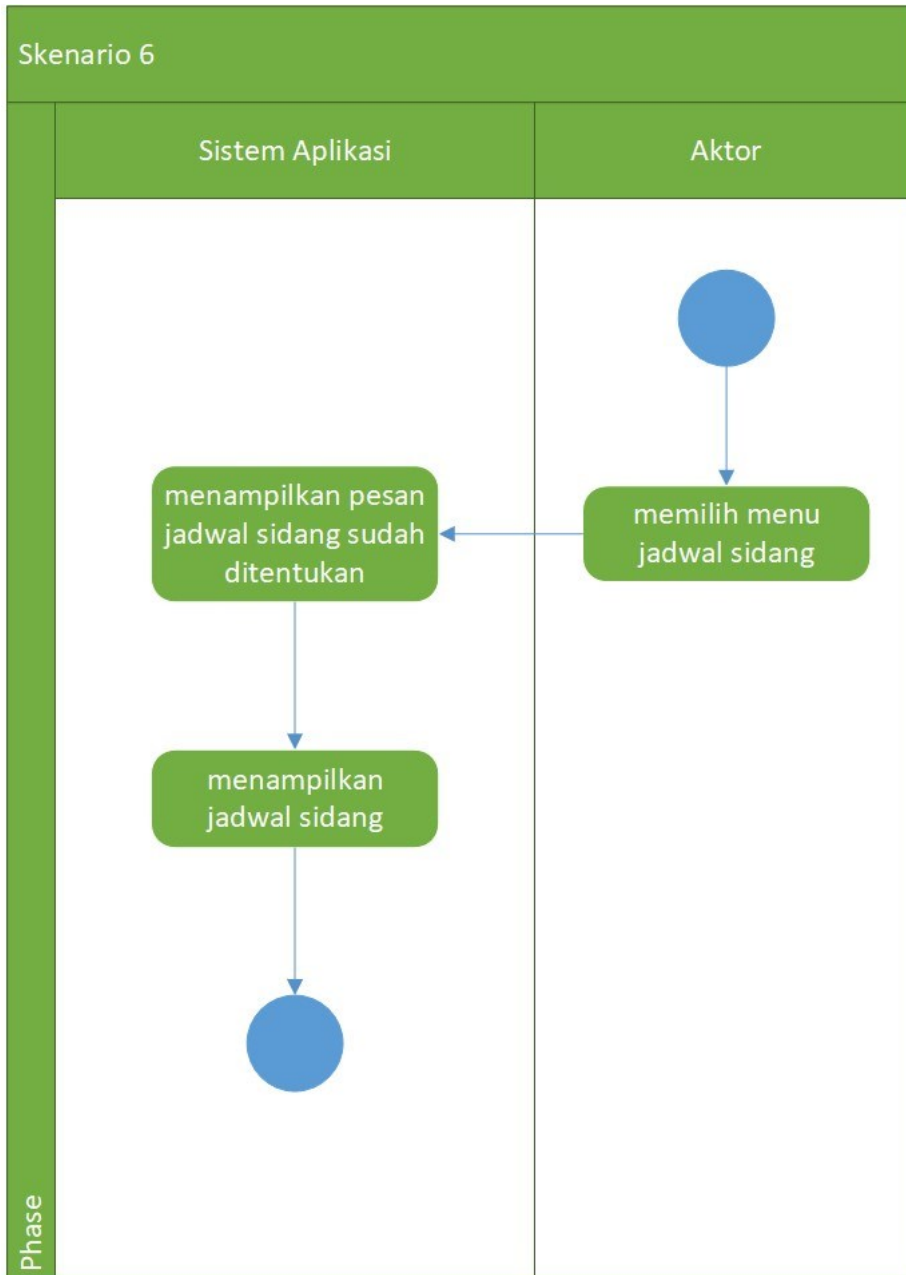 Skenario 6
Sistem Aplikasi
Aktor
memilih menu
jadwal sidang
menampilkan pesan
jadwal sidang sudah
ditentukan
menampilkan
jadwal sidang
Phase